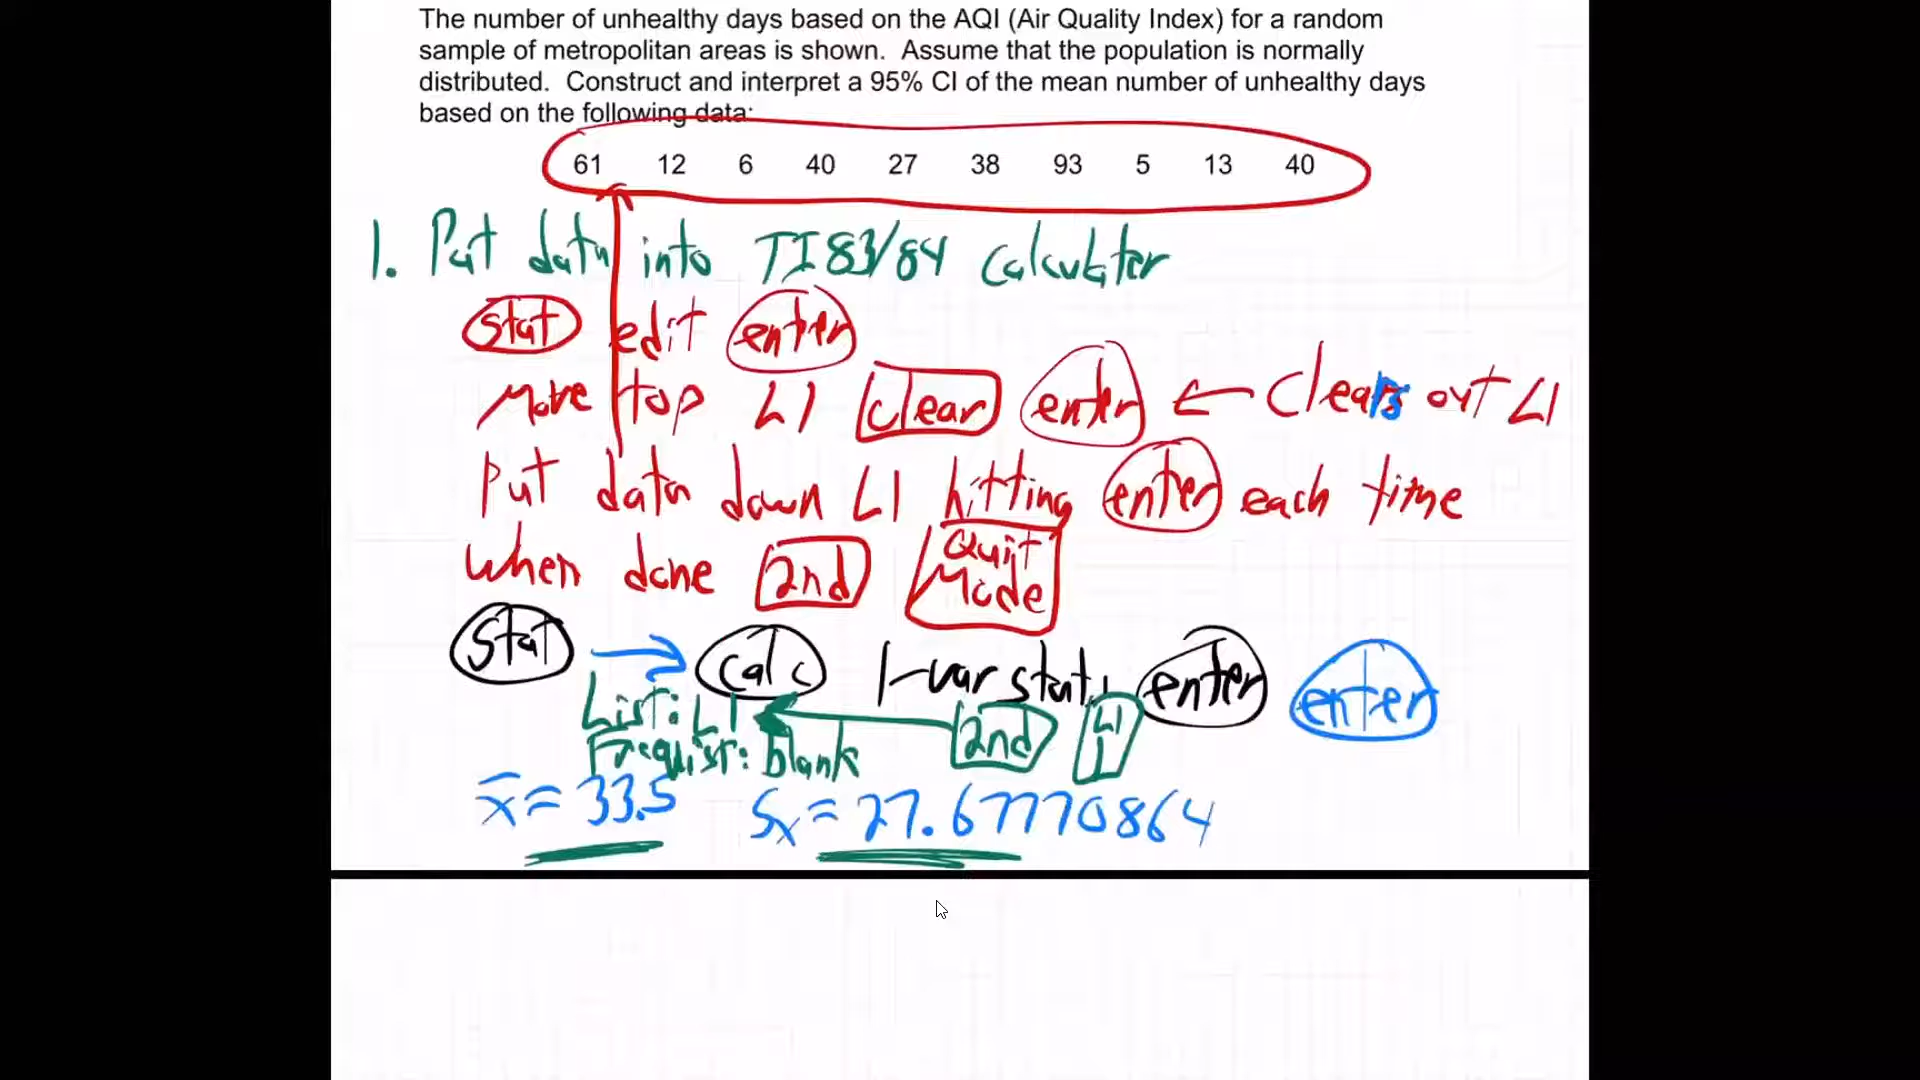 The number of unhealthy days based on the AQI (Air Quality Index) for a random
sample of metropolitan areas is shown.  Assume that the population is normally
distributed.  Construct and interpret a 95% CI of the mean number of unhealthy days
based on the following data:
61 12 6 40 27 38 93 5 13 40
1. Put data into TI83/84 calculator
Stat edit enter
Move top L1 clear enter ← Clears out L1
Put data down L1 hitting enter each time
when done 2nd Quit
Mode
Stat → calc 1-var stat enter enter
List: L1 2nd L1
1
Freqlist: blank
x̄ = 33.5 Sx = 27.67770864